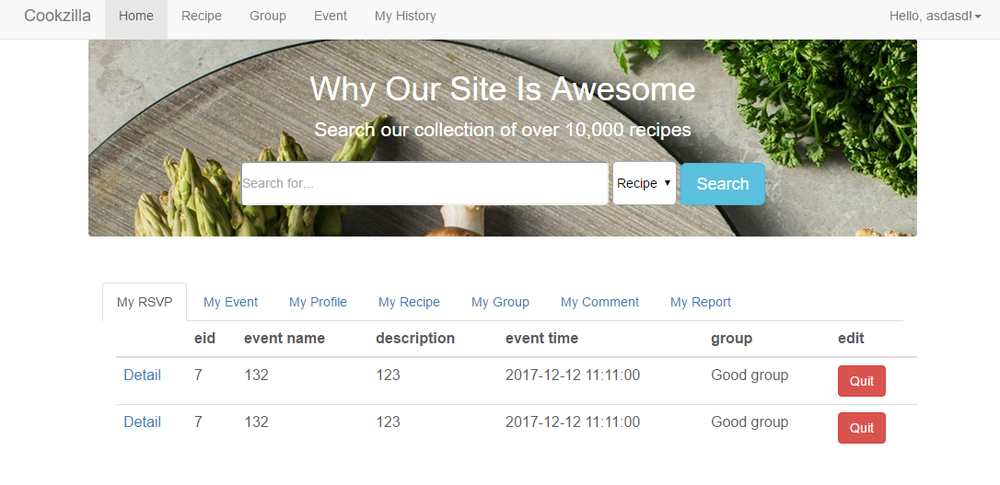 Cookzilla Home Recipe Group Event My History Hello, asdasd!
Why Our Site Is Awesome
Search our collection of over 10,000 recipes
Search for... Recipe Search
My RSVP My Event My Profile My Recipe My Group My Comment My Report
eid event name description event time group edit
Detail 7 132 123 2017-12-12 11:11:00 Good group Quit
Detail 7 132 123 2017-12-12 11:11:00 Good group Quit